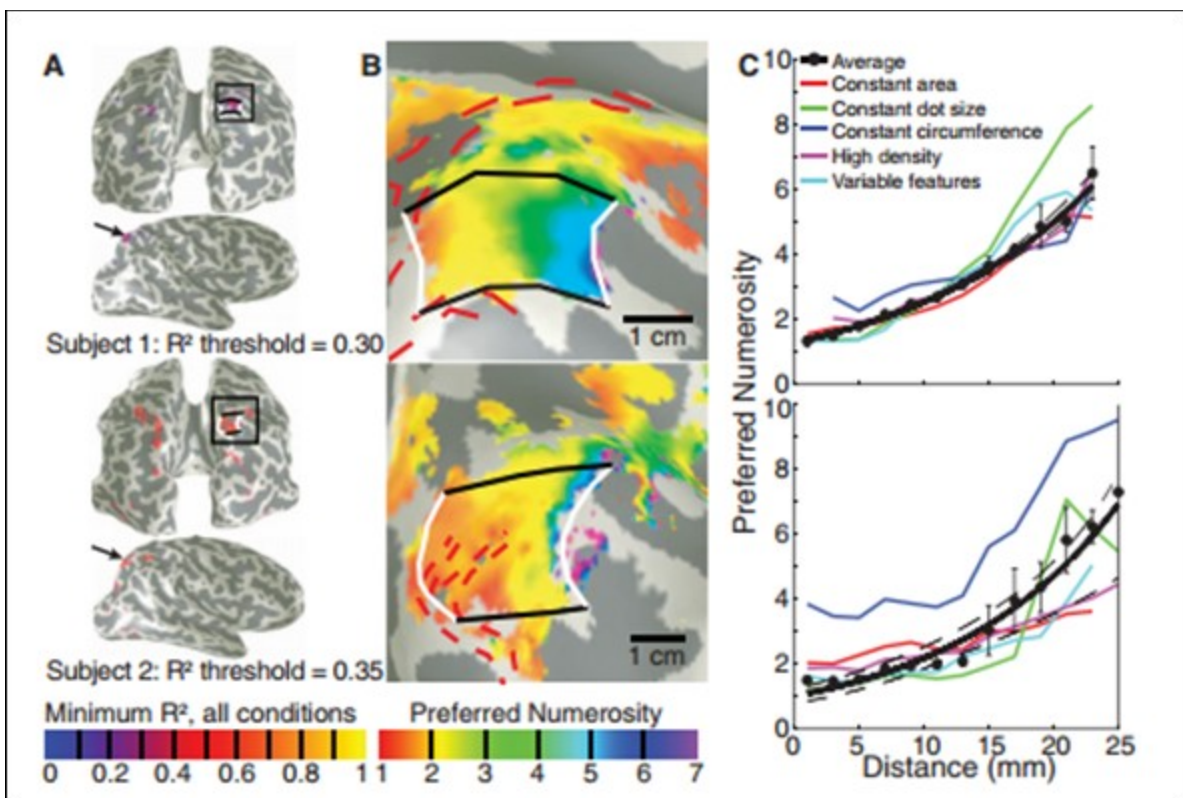 A
B
C
10
8
6
4
2
0
Average
Constant area
Constant dot size
Constant circumference
High density
Variable features
1 cm
Subject 1: R² threshold = 0.30
Preferred Numerosity
10
8
6
4
2
0
1 cm
Subject 2: R² threshold = 0.35
0 5 10 15 20 25
Distance (mm)
Minimum R², all conditions
0 0.2 0.4 0.6 0.8 1
Preferred Numerosity
1 2 3 4 5 6 7